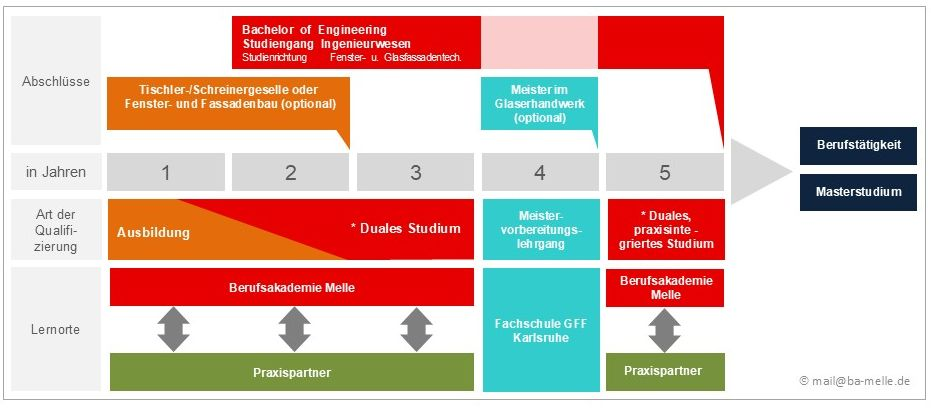 Abschlüsse
Bachelor of Engineering
Studiengang Ingenieurwesen
Studienrichtung Fenster- u. Glasfassadentech.
Tischler-/Schreinergeselle oder
Fenster- und Fassadenbau (optional)
Meister im
Glaserhandwerk
(optional)
in Jahren
1
2
3
4
5
Berufstätigkeit
Masterstudium
Art der
Qualifi-
zierung
Ausbildung
* Duales Studium
Meister-
vorbereitungs-
lehrgang
* Duales,
praxisinte -
griertes Studium
Lernorte
Berufsakademie Melle
Praxispartner
Fachschule GFF
Karlsruhe
Berufsakademie
Melle
Praxispartner
© mail@ba-melle.de